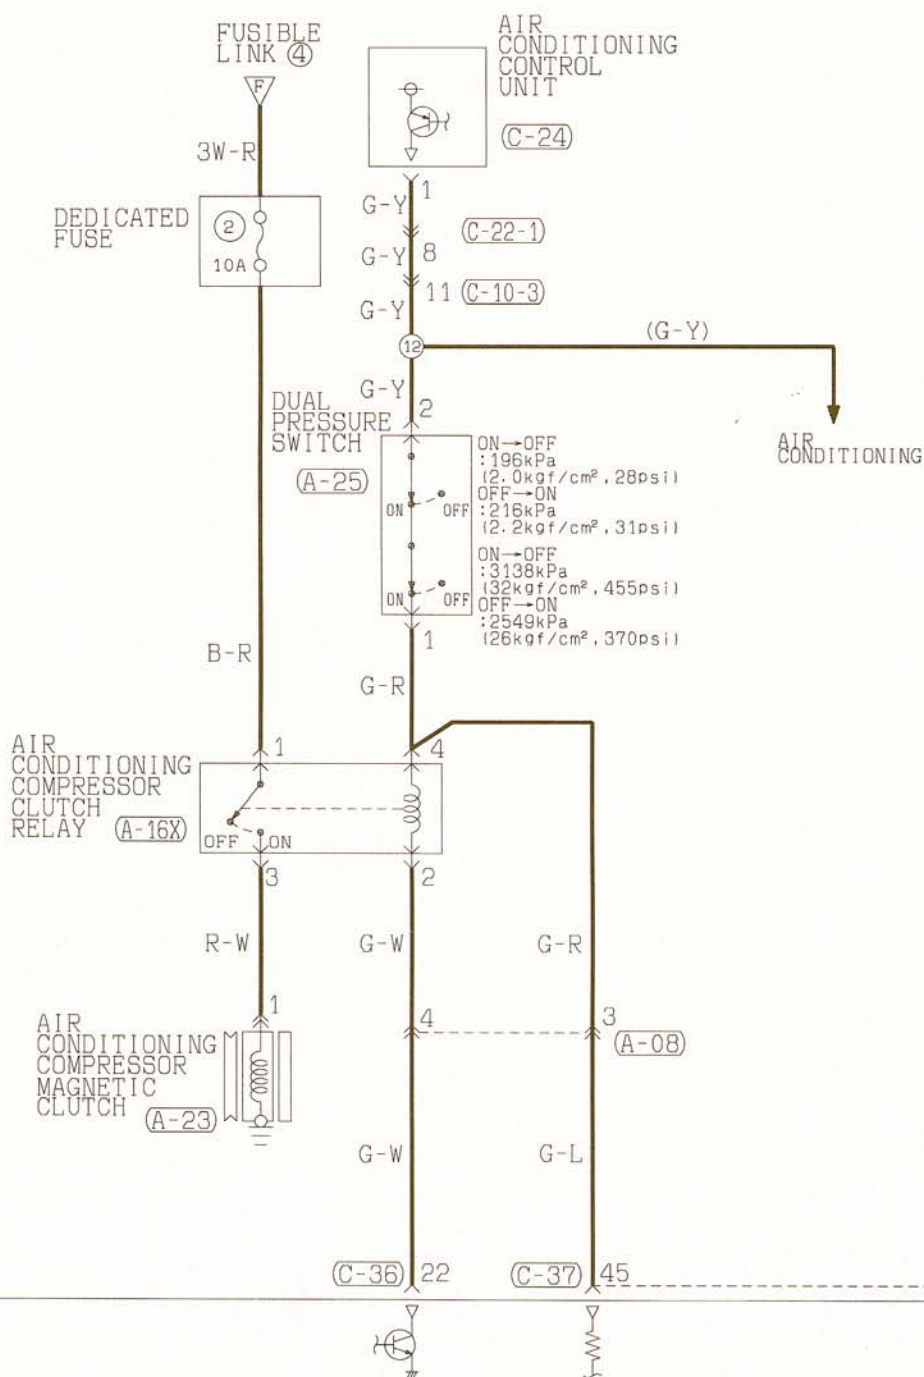 FUSIBLE
LINK ④
F
3W-R
DEDICATED
FUSE
②
10A
AIR
CONDITIONING
CONTROL
UNIT
(C-24)
1
G-Y
(C-22-1)
G-Y
8
11
(C-10-3)
G-Y
⑫
(G-Y)
AIR
CONDITIONING
G-Y
2
DUAL
PRESSURE
SWITCH
(A-25)
ON
OFF
ON
OFF
ON→OFF
:196kPa
(2.0kgf/cm², 28psi)
OFF→ON
:216kPa
(2.2kgf/cm², 31psi)
ON→OFF
:3138kPa
(32kgf/cm², 455psi)
OFF→ON
:2549kPa
(26kgf/cm², 370psi)
1
B-R
G-R
1
4
AIR
CONDITIONING
COMPRESSOR
CLUTCH
RELAY
(A-16X)
OFF
ON
3
2
R-W
G-W
G-R
1
4
3
(A-08)
AIR
CONDITIONING
COMPRESSOR
MAGNETIC
CLUTCH
(A-23)
G-W
G-L
(C-36)
22
(C-37)
45